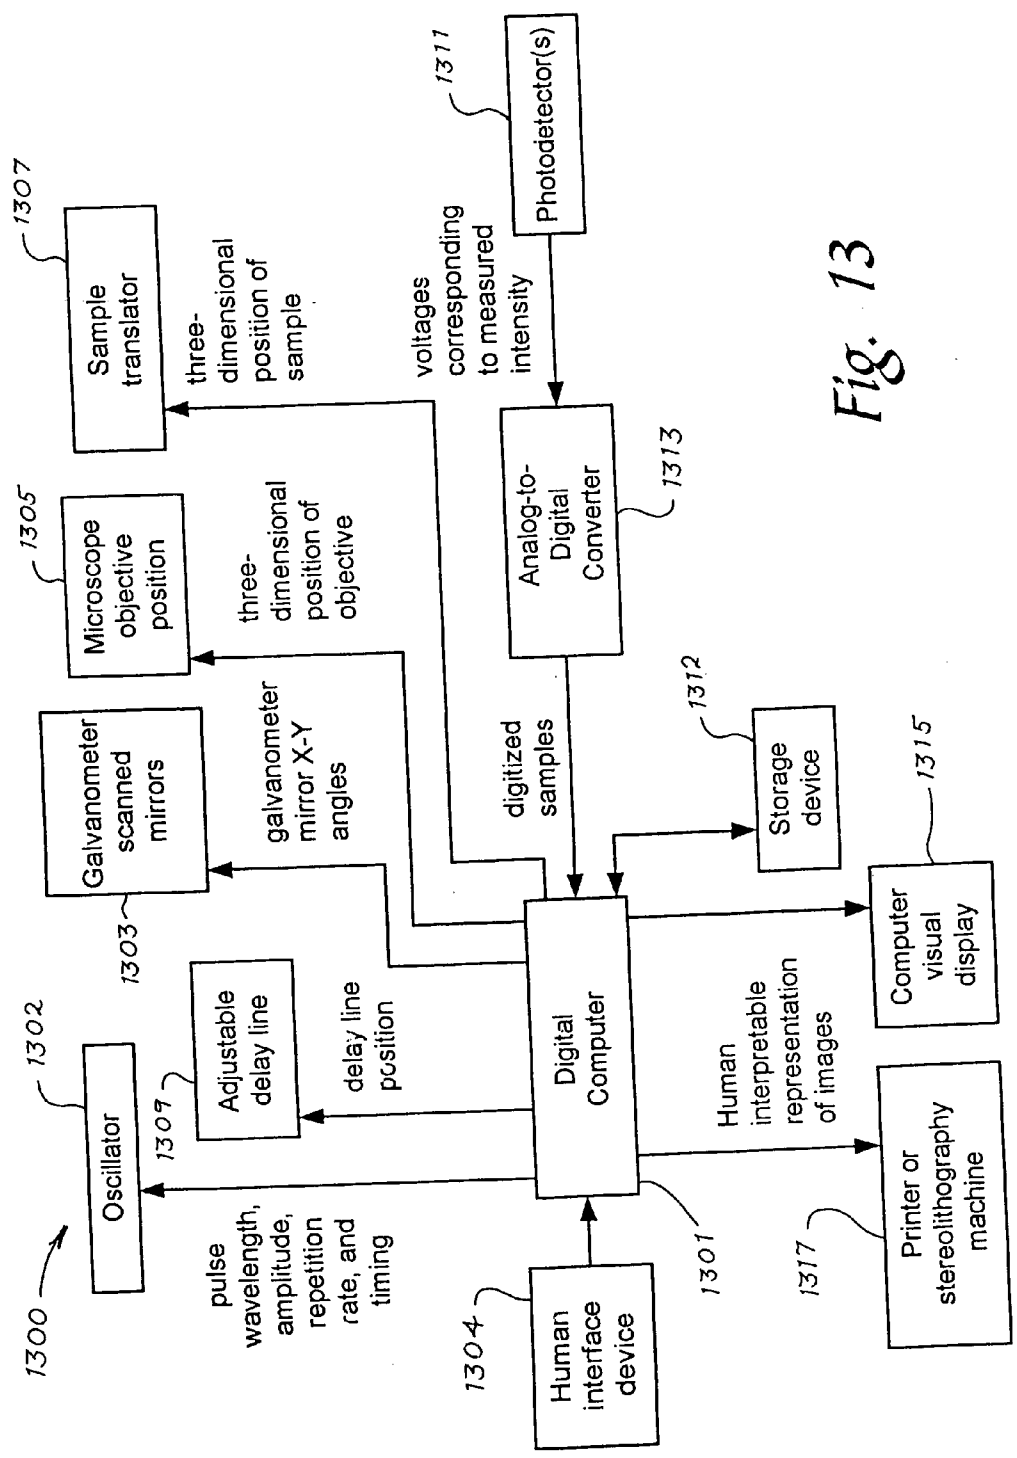 1300
1302
Oscillator
pulse
wavelength,
amplitude,
repetition
rate, and
timing
1309
Adjustable
delay line
delay line
position
1303
Galvanometer
scanned
mirrors
galvanometer
mirror X-Y
angles
1305
Microscope
objective
position
three-
dimensional
position of
objective
1307
Sample
translator
three-
dimensional
position of
sample
1304
Human
interface
device
1301
Digital
Computer
digitized
samples
Analog-to-
Digital
Converter
1313
voltages
corresponding
to measured
intensity
1311
Photodetector(s)
1312
Storage
device
Human
interpretable
representation
of images
1317
Printer or
stereolithography
machine
1315
Computer
visual
display
Fig. 13